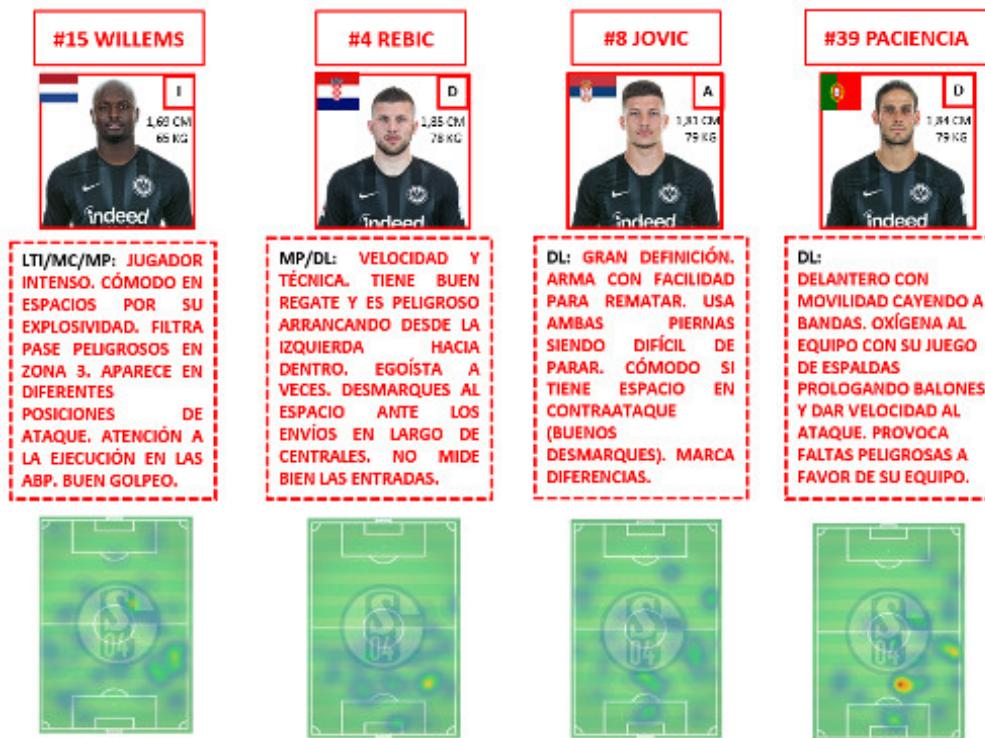 #15 WILLEMS
I
1,69 CM
65 KG
indeed
LTI/MC/MP: JUGADOR
INTENSO. CÓMODO EN
ESPACIOS POR SU
EXPLOSIVIDAD. FILTRA
PASE PELIGROSOS EN
ZONA 3. APARECE EN
DIFERENTES
POSICIONES DE
ATAQUE. ATENCIÓN A
LA EJECUCIÓN EN LAS
ABP. BUEN GOLPEO.
S
04
#4 REBIC
D
1,85 CM
78 KG
indeed
MP/DL: VELOCIDAD Y
TÉCNICA. TIENE BUEN
REGATE Y ES PELIGROSO
ARRANCANDO DESDE LA
IZQUIERDA HACIA
DENTRO. EGOÍSTA A
VECES. DESMARQUES AL
ESPACIO ANTE LOS
ENVÍOS EN LARGO DE
CENTRALES. NO MIDE
BIEN LAS ENTRADAS.
S
04
#8 JOVIC
A
1,81 CM
79 KG
indeed
DL: GRAN DEFINICIÓN.
ARMA CON FACILIDAD
PARA REMATAR. USA
AMBAS PIERNAS
SIENDO DIFÍCIL DE
PARAR. CÓMODO SI
TIENE ESPACIO EN
CONTRAATAQUE
(BUENOS
DESMARQUES). MARCA
DIFERENCIAS.
S
04
#39 PACIENCIA
D
1,84 CM
79 KG
indeed
DL:
DELANTERO CON
MOVILIDAD CAYENDO A
BANDAS. OXÍGENA AL
EQUIPO CON SU JUEGO
DE ESPALDAS
PROLOGANDO BALONES
Y DAR VELOCIDAD AL
ATAQUE. PROVOCA
FALTAS PELIGROSAS A
FAVOR DE SU EQUIPO.
S
04